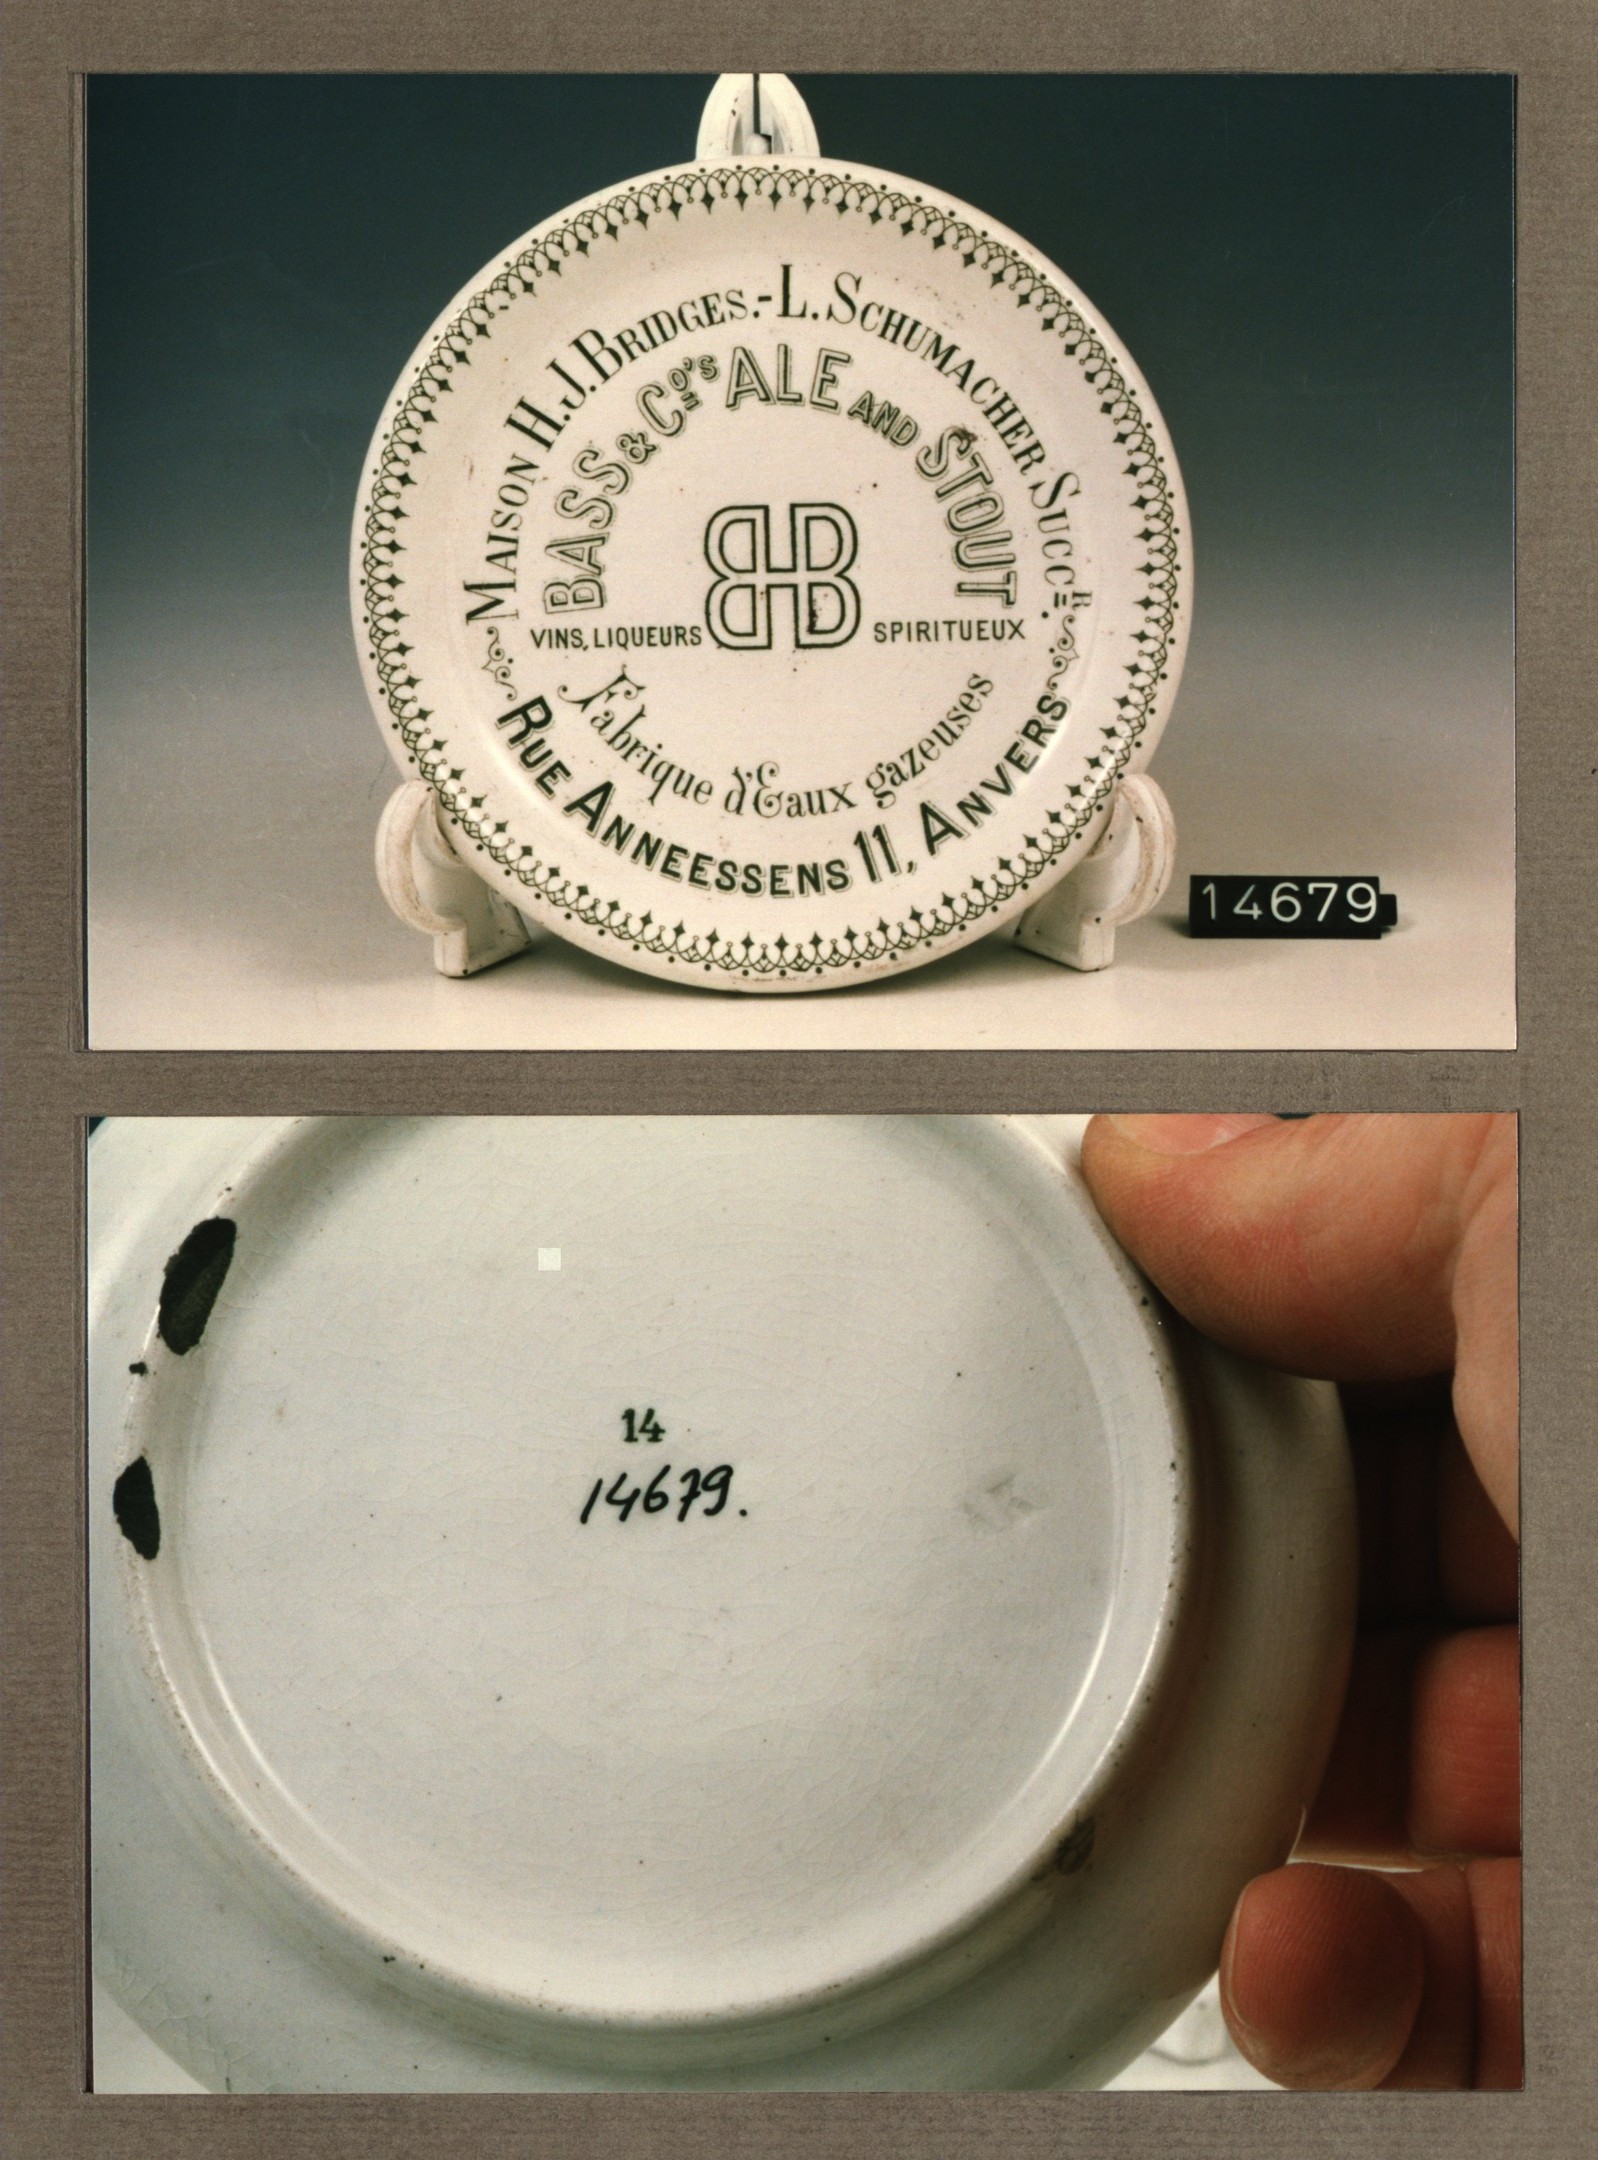 MAISON H.J. BRIDGES.-L. SCHUMACHER SUCCR.
BASS & Co's ALE AND STOUT
BB
VINS, LIQUEURS SPIRITUEUX
Fabrique d'Eaux gazeuses
RUE ANNEESSENS 11, ANVERS
14679
14
14679.